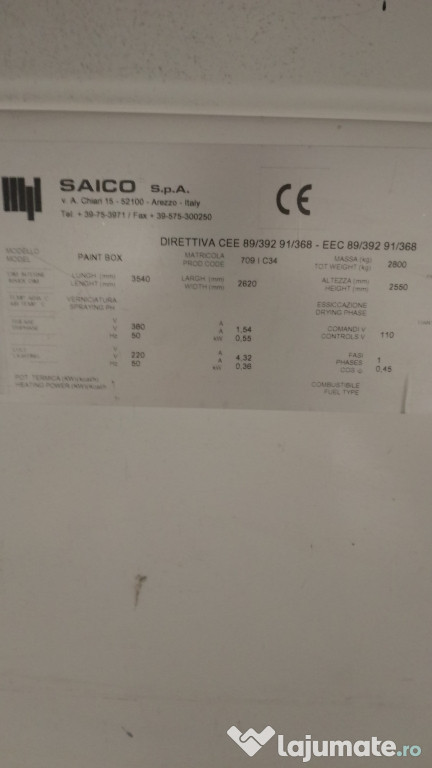 SAICO S.p.A.
v. A. Chiari 15 - 52100 - Arezzo - Italy
Tel: + 39-75-3971 / Fax + 39-575-300250
CE
DIRETTIVA CEE 89/392 91/368 - EEC 89/392 91/368
MODELLO MODEL PAINT BOX MATRICOLA PROD CODE 709 I C34 MASSA (kg) TOT WEIGHT (kg) 2800
LUNGH (mm) LENGHT (mm) 3540 LARGH (mm) WIDTH (mm) 2620 ALTEZZA (mm) HEIGHT (mm) 2550
VERNICIATURA SPRAYING PH ESSICCAZIONE DRYING PHASE
V 380 A 1,54 COMANDI V CONTROLS V 110
Hz 50 kW 0,55
V 220 A 4,32 FASI PHASES 1
Hz 50 kW 0,36 COS φ 0,45
POT. TERMICA HEATING POWER COMBUSTIBILE FUEL TYPE
lajumate.ro